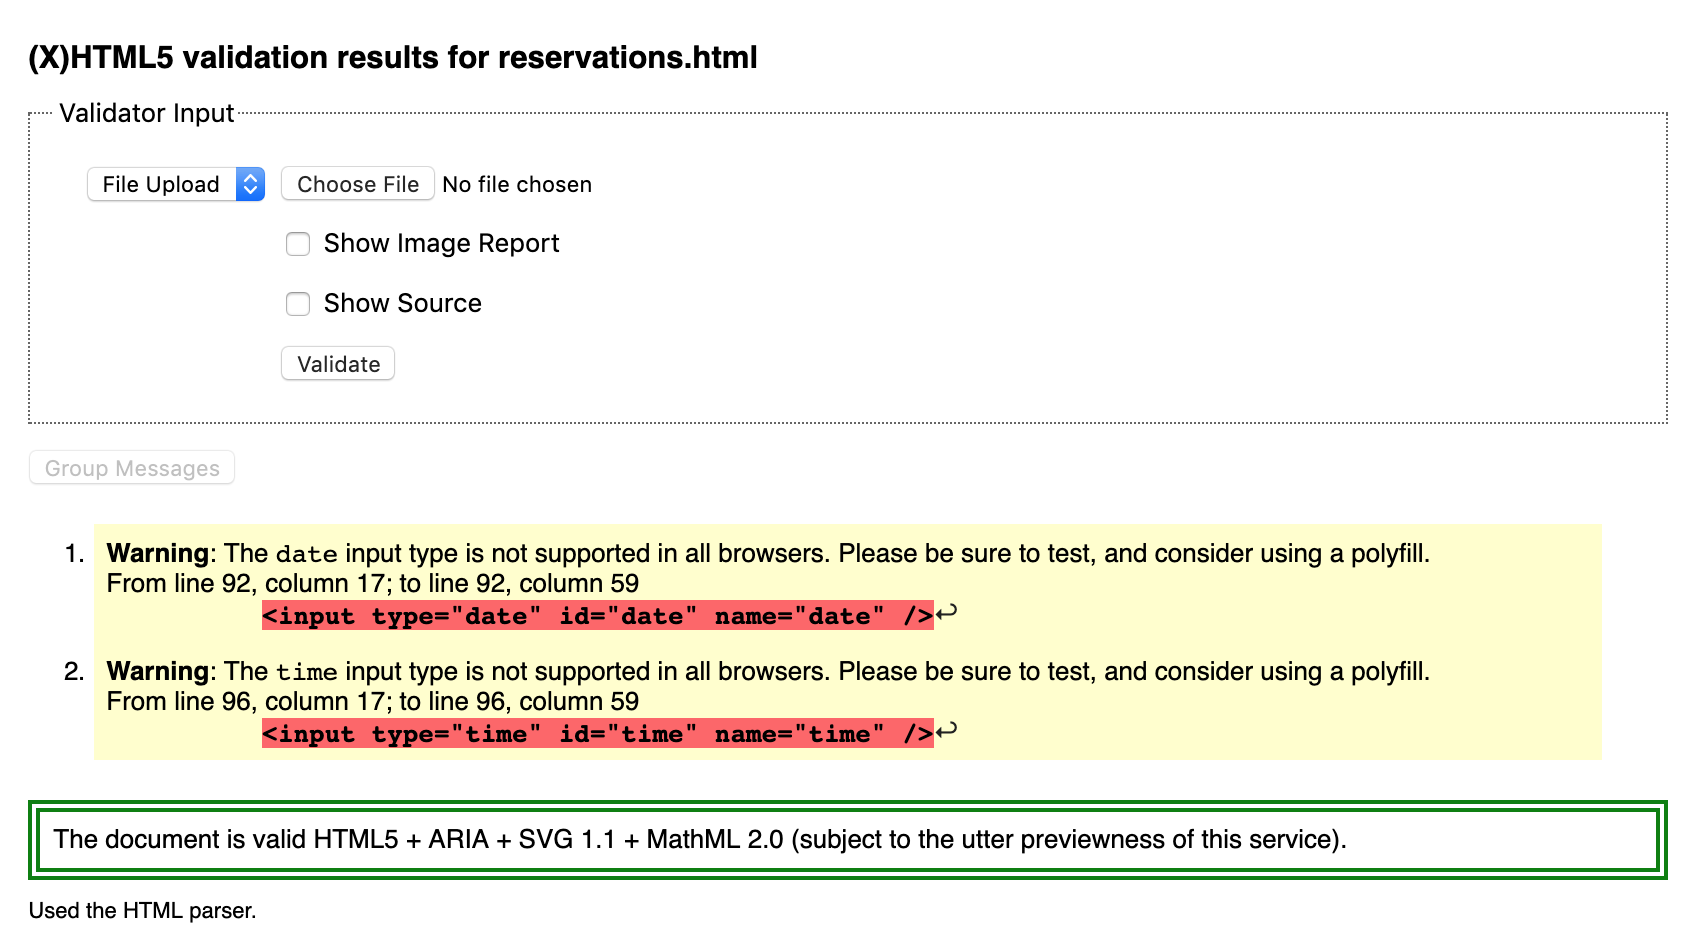 (X)HTML5 validation results for reservations.html
Validator Input
File Upload Choose File No file chosen
Show Image Report
Show Source
Validate
Group Messages
1. Warning: The date input type is not supported in all browsers. Please be sure to test, and consider using a polyfill.
From line 92, column 17; to line 92, column 59
<input type="date" id="date" name="date" />↩
2. Warning: The time input type is not supported in all browsers. Please be sure to test, and consider using a polyfill.
From line 96, column 17; to line 96, column 59
<input type="time" id="time" name="time" />↩
The document is valid HTML5 + ARIA + SVG 1.1 + MathML 2.0 (subject to the utter previewness of this service).
Used the HTML parser.